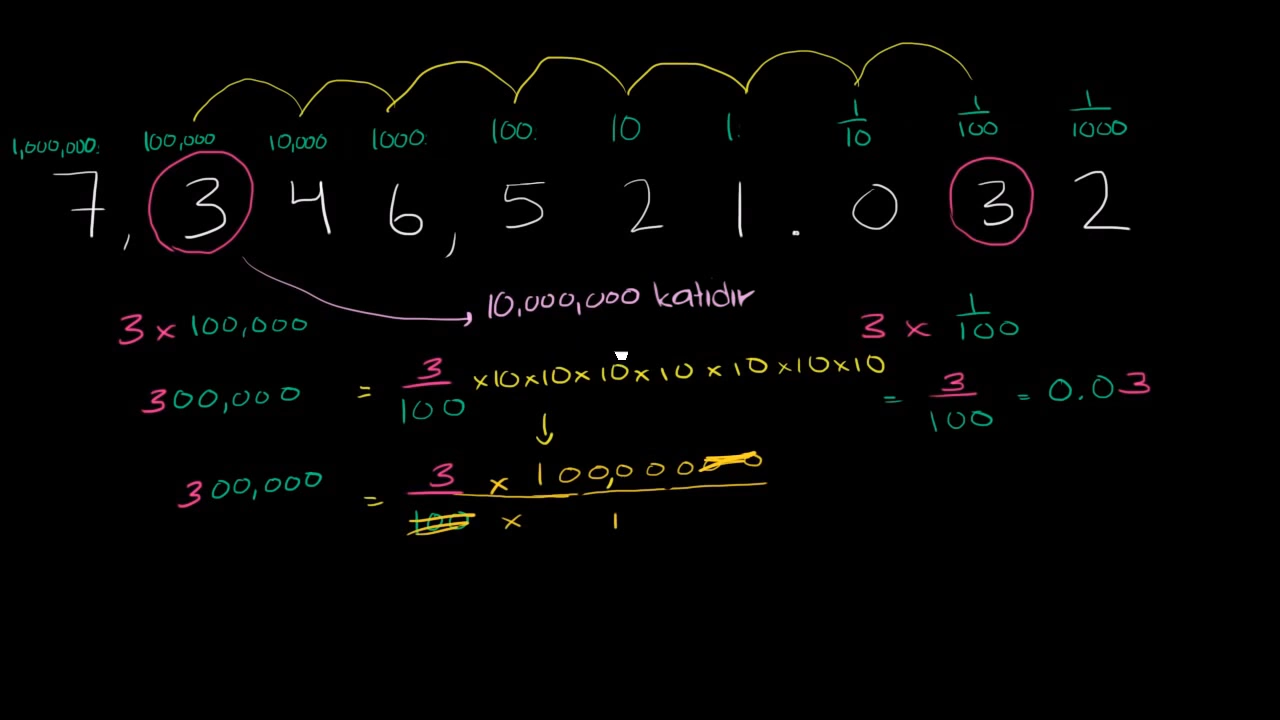 1,000,000. 100,000 10,000 1000. 100. 10 1. 1/10 1/100 1/1000
7, 3 4 6, 5 2 1 . 0 3 2
10,000,000 katıdır
3 x 100,000
3 x 1/100
300,000 = 3/100 x10x10x10x10x10x10x10
= 3/100 = 0.03
300,000 = 3/100 x 100,00000/1